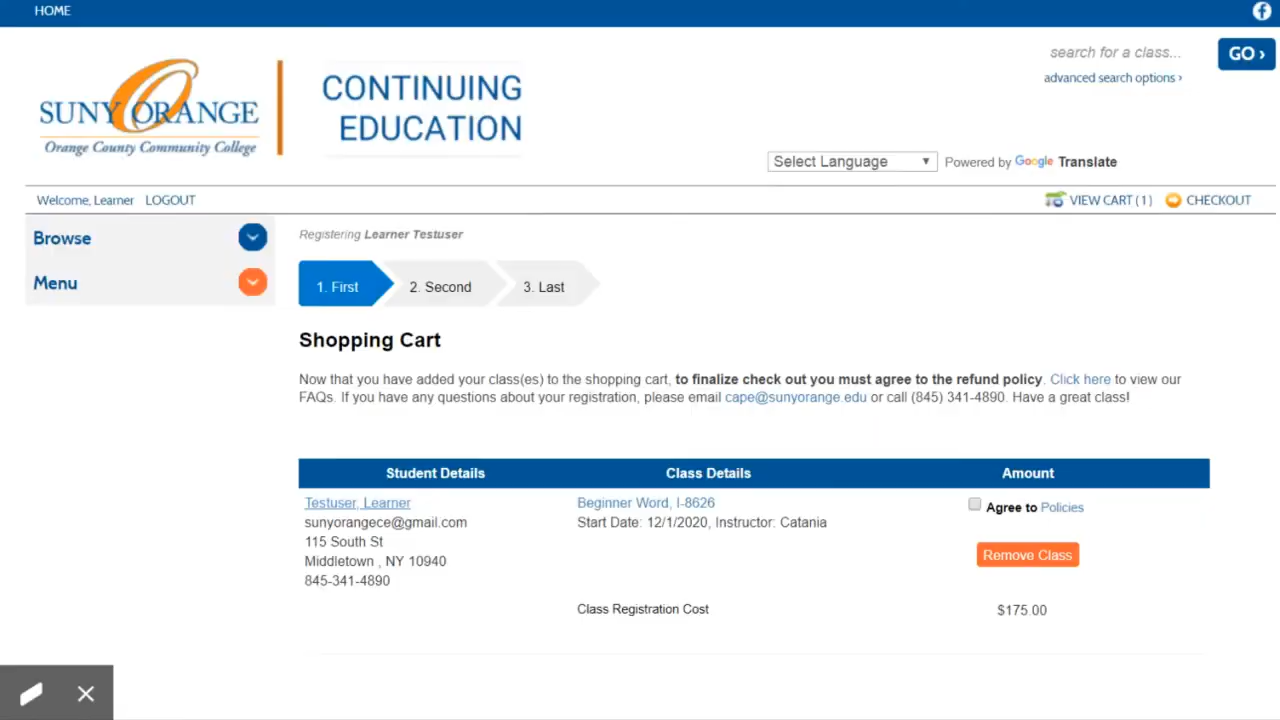 HOME
search for a class...
GO ›
advanced search options ›
SUNY ORANGE
Orange County Community College
CONTINUING
EDUCATION
Select Language ▼ Powered by Google Translate
Welcome, Learner LOGOUT
VIEW CART (1) CHECKOUT
Browse
Menu
Registering Learner Testuser
1. First 2. Second 3. Last
Shopping Cart
Now that you have added your class(es) to the shopping cart, to finalize check out you must agree to the refund policy. Click here to view our
FAQs. If you have any questions about your registration, please email cape@sunyorange.edu or call (845) 341-4890. Have a great class!
Student Details Class Details Amount
Testuser, Learner
sunyorangece@gmail.com
115 South St
Middletown , NY 10940
845-341-4890
Beginner Word, I-8626
Start Date: 12/1/2020, Instructor: Catania
Agree to Policies
Remove Class
Class Registration Cost $175.00